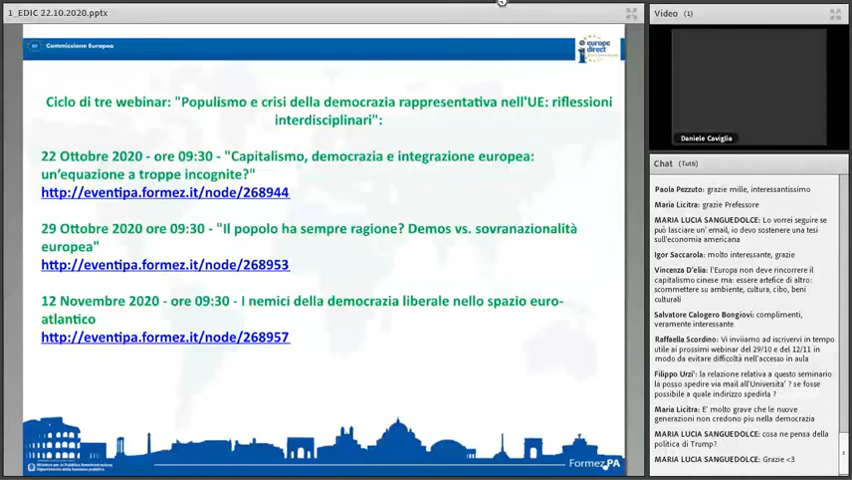 1_EDIC 22.10.2020.pptx
Commissione Europea
europe
direct
Ciclo di tre webinar: "Populismo e crisi della democrazia rappresentativa nell'UE: riflessioni
interdisciplinari":
22 Ottobre 2020 - ore 09:30 - "Capitalismo, democrazia e integrazione europea:
un'equazione a troppe incognite?"
http://eventipa.formez.it/node/268944
29 Ottobre 2020 ore 09:30 - "Il popolo ha sempre ragione? Demos vs. sovranazionalità
europea"
http://eventipa.formez.it/node/268953
12 Novembre 2020 - ore 09:30 - I nemici della democrazia liberale nello spazio euro-
atlantico
http://eventipa.formez.it/node/268957
Formez.PA
Video (1)
Daniele Caviglia
Chat (Tutti)
Paola Pezzuto: grazie mille, interessantissimo
Maria Licitra: grazie Prefessore
MARIA LUCIA SANGUEDOLCE: Lo vorrei seguire se
può lasciare un' email, io devo sostenere una tesi
sull'economia americana
Igor Saccarola: molto interessante, grazie
Vincenza D'elia: l'Europa non deve rincorrere il
capitalismo cinese ma: essere artefice di altro:
scommettere su ambiente, cultura, cibo, beni
culturali
Salvatore Calogero Bongiovi: complimenti,
veramente interessante
Raffaella Scordino: Vi inviiamo ad iscrivervi in tempo
utile ai prossimi webinar del 29/10 e del 12/11 in
modo da evitare difficoltà nell'accesso in aula
Filippo Urzi': la relazione relativa a questo seminario
la posso spedire via mail all'Universita' ? se fosse
possibile a quale indirizzo spedirla ?
Maria Licitra: E' molto grave che le nuove
generazioni non credono piu nella democrazia
MARIA LUCIA SANGUEDOLCE: cosa ne pensa della
politica di Trump?
MARIA LUCIA SANGUEDOLCE: Grazie <3